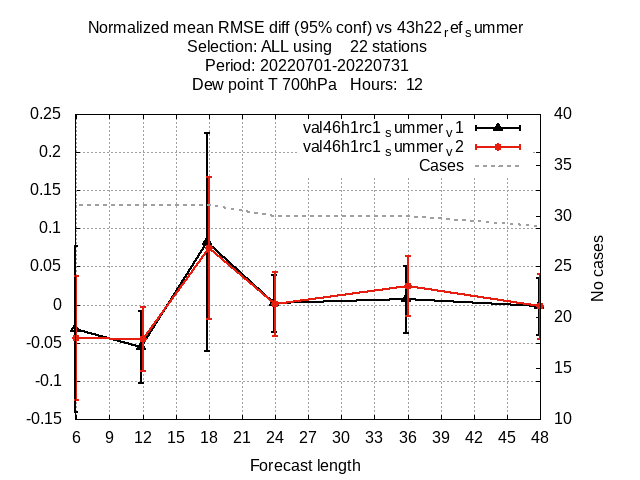 Normalized mean RMSE diff (95% conf) vs 43h22refsummer
Selection: ALL using 22 stations
Period: 20220701-20220731
Dew point T 700hPa Hours: 12
val46h1rc1summerv1
val46h1rc1summerv2
Cases
0.25
0.2
0.15
0.1
0.05
0
-0.05
-0.1
-0.15
40
35
30
25
20
15
10
No cases
6 9 12 15 18 21 24 27 30 33 36 39 42 45 48
Forecast length